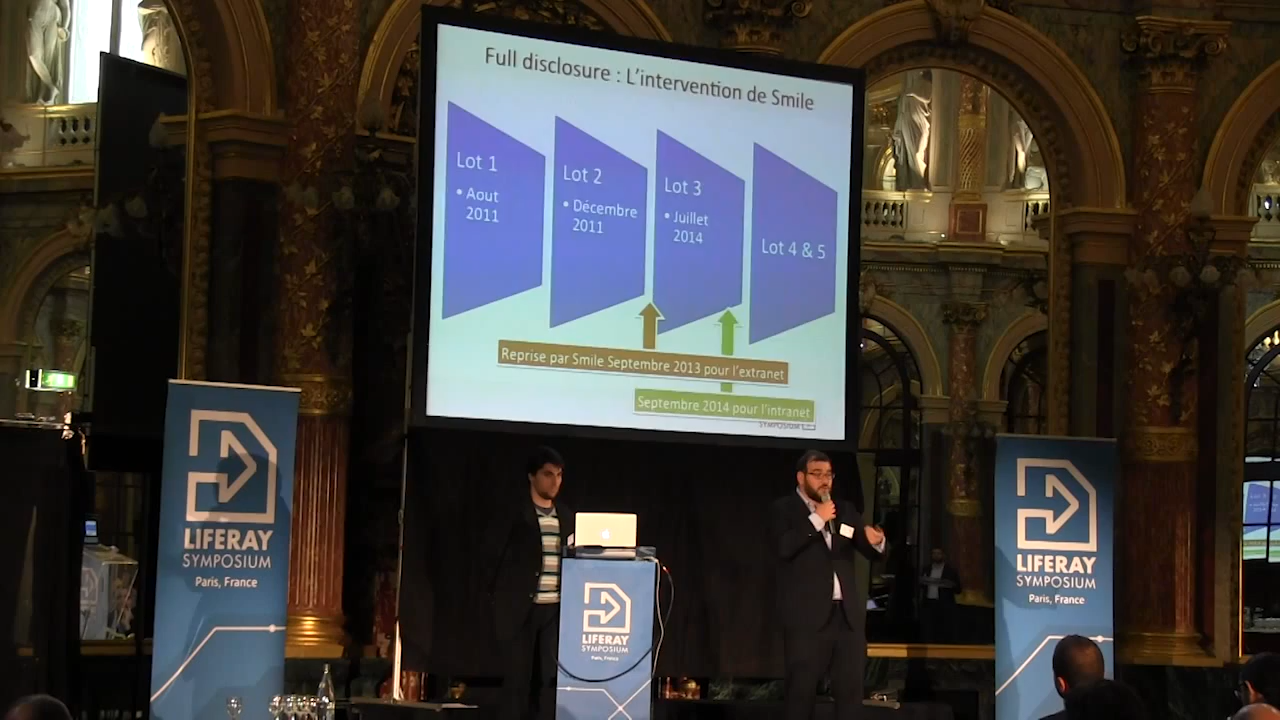 Full disclosure : L'intervention de Smile
Lot 1
• Aout
2011
Lot 2
• Décembre
2011
Lot 3
• Juillet
2014
Lot 4 & 5
Reprise par Smile Septembre 2013 pour l'extranet
Septembre 2014 pour l'intranet
SYMPOSIUM
LIFERAY
SYMPOSIUM
Paris, France
LIFERAY
SYMPOSIUM
Paris, France
LIFERAY
SYMPOSIUM
Paris, France